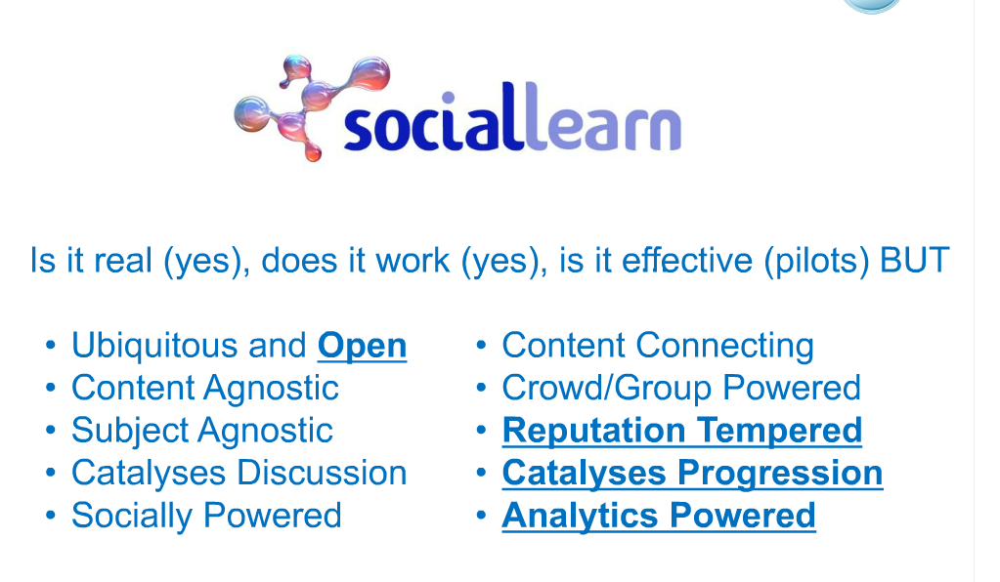 sociallearn
Is it real (yes), does it work (yes), is it effective (pilots) BUT
• Ubiquitous and Open
• Content Agnostic
• Subject Agnostic
• Catalyses Discussion
• Socially Powered
• Content Connecting
• Crowd/Group Powered
• Reputation Tempered
• Catalyses Progression
• Analytics Powered